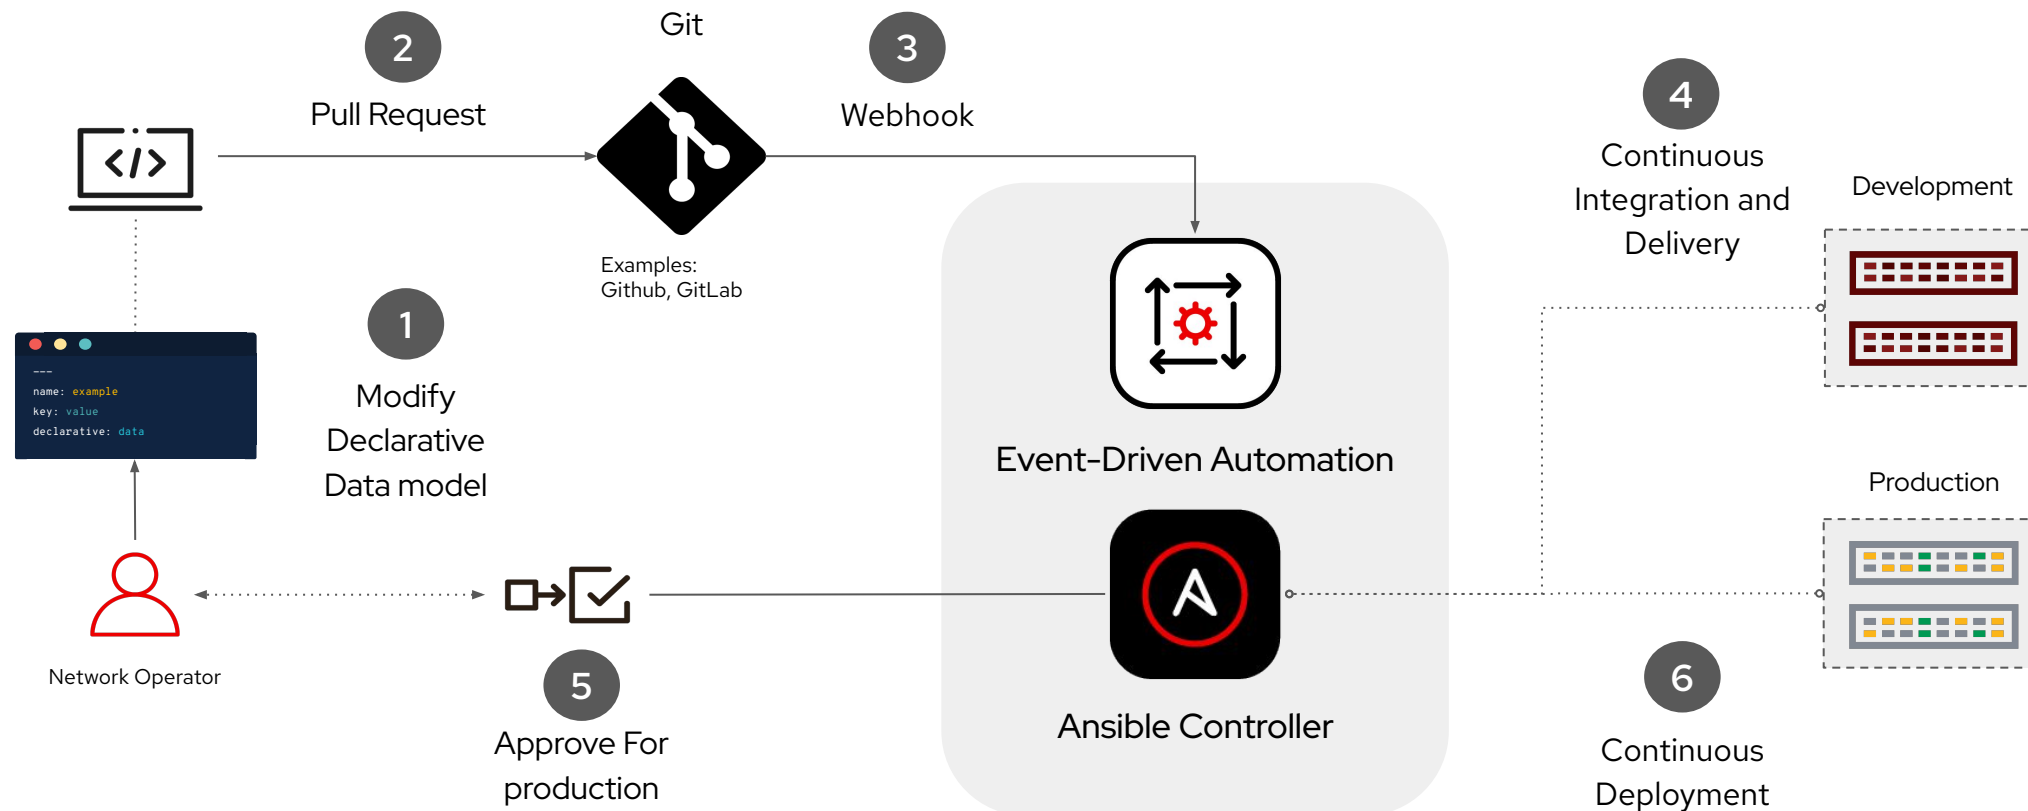 2
Pull Request
Git
3
Webhook
Examples:
Github, GitLab
4
Continuous
Integration and
Delivery
Development
1
Modify
Declarative
Data model
</>
---
name: example
key: value
declarative: data
Event-Driven Automation
Production
Network Operator
5
Approve For
production
Ansible Controller
6
Continuous
Deployment